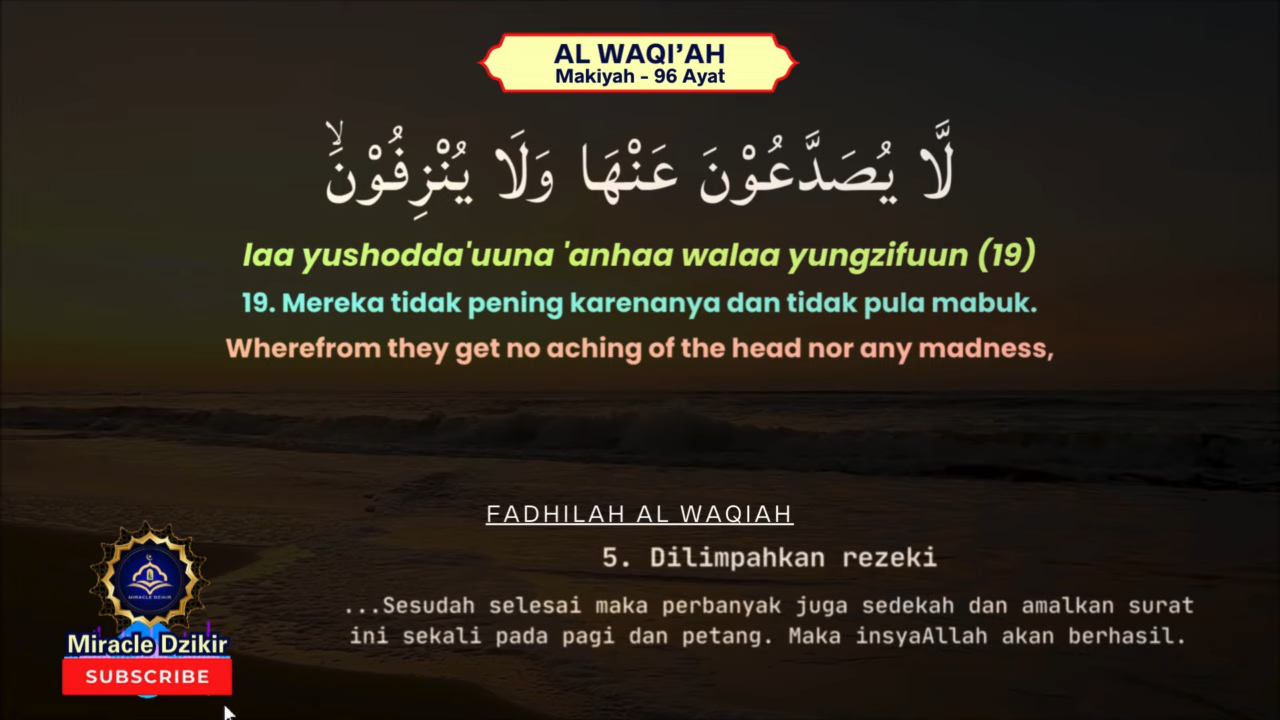 AL WAQI’AH
Makiyah - 96 Ayat
لَّا يُصَدَّعُوْنَ عَنْهَا وَلَا يُنْزِفُوْنَۙ
laa yushodda'uuna 'anhaa walaa yungzifuun (19)
19. Mereka tidak pening karenanya dan tidak pula mabuk.
Wherefrom they get no aching of the head nor any madness,
FADHILAH AL WAQIAH
5. Dilimpahkan rezeki
...Sesudah selesai maka perbanyak juga sedekah dan amalkan surat
ini sekali pada pagi dan petang. Maka insyaAllah akan berhasil.
MIRACLE DZIKIR
Miracle Dzikir
SUBSCRIBE